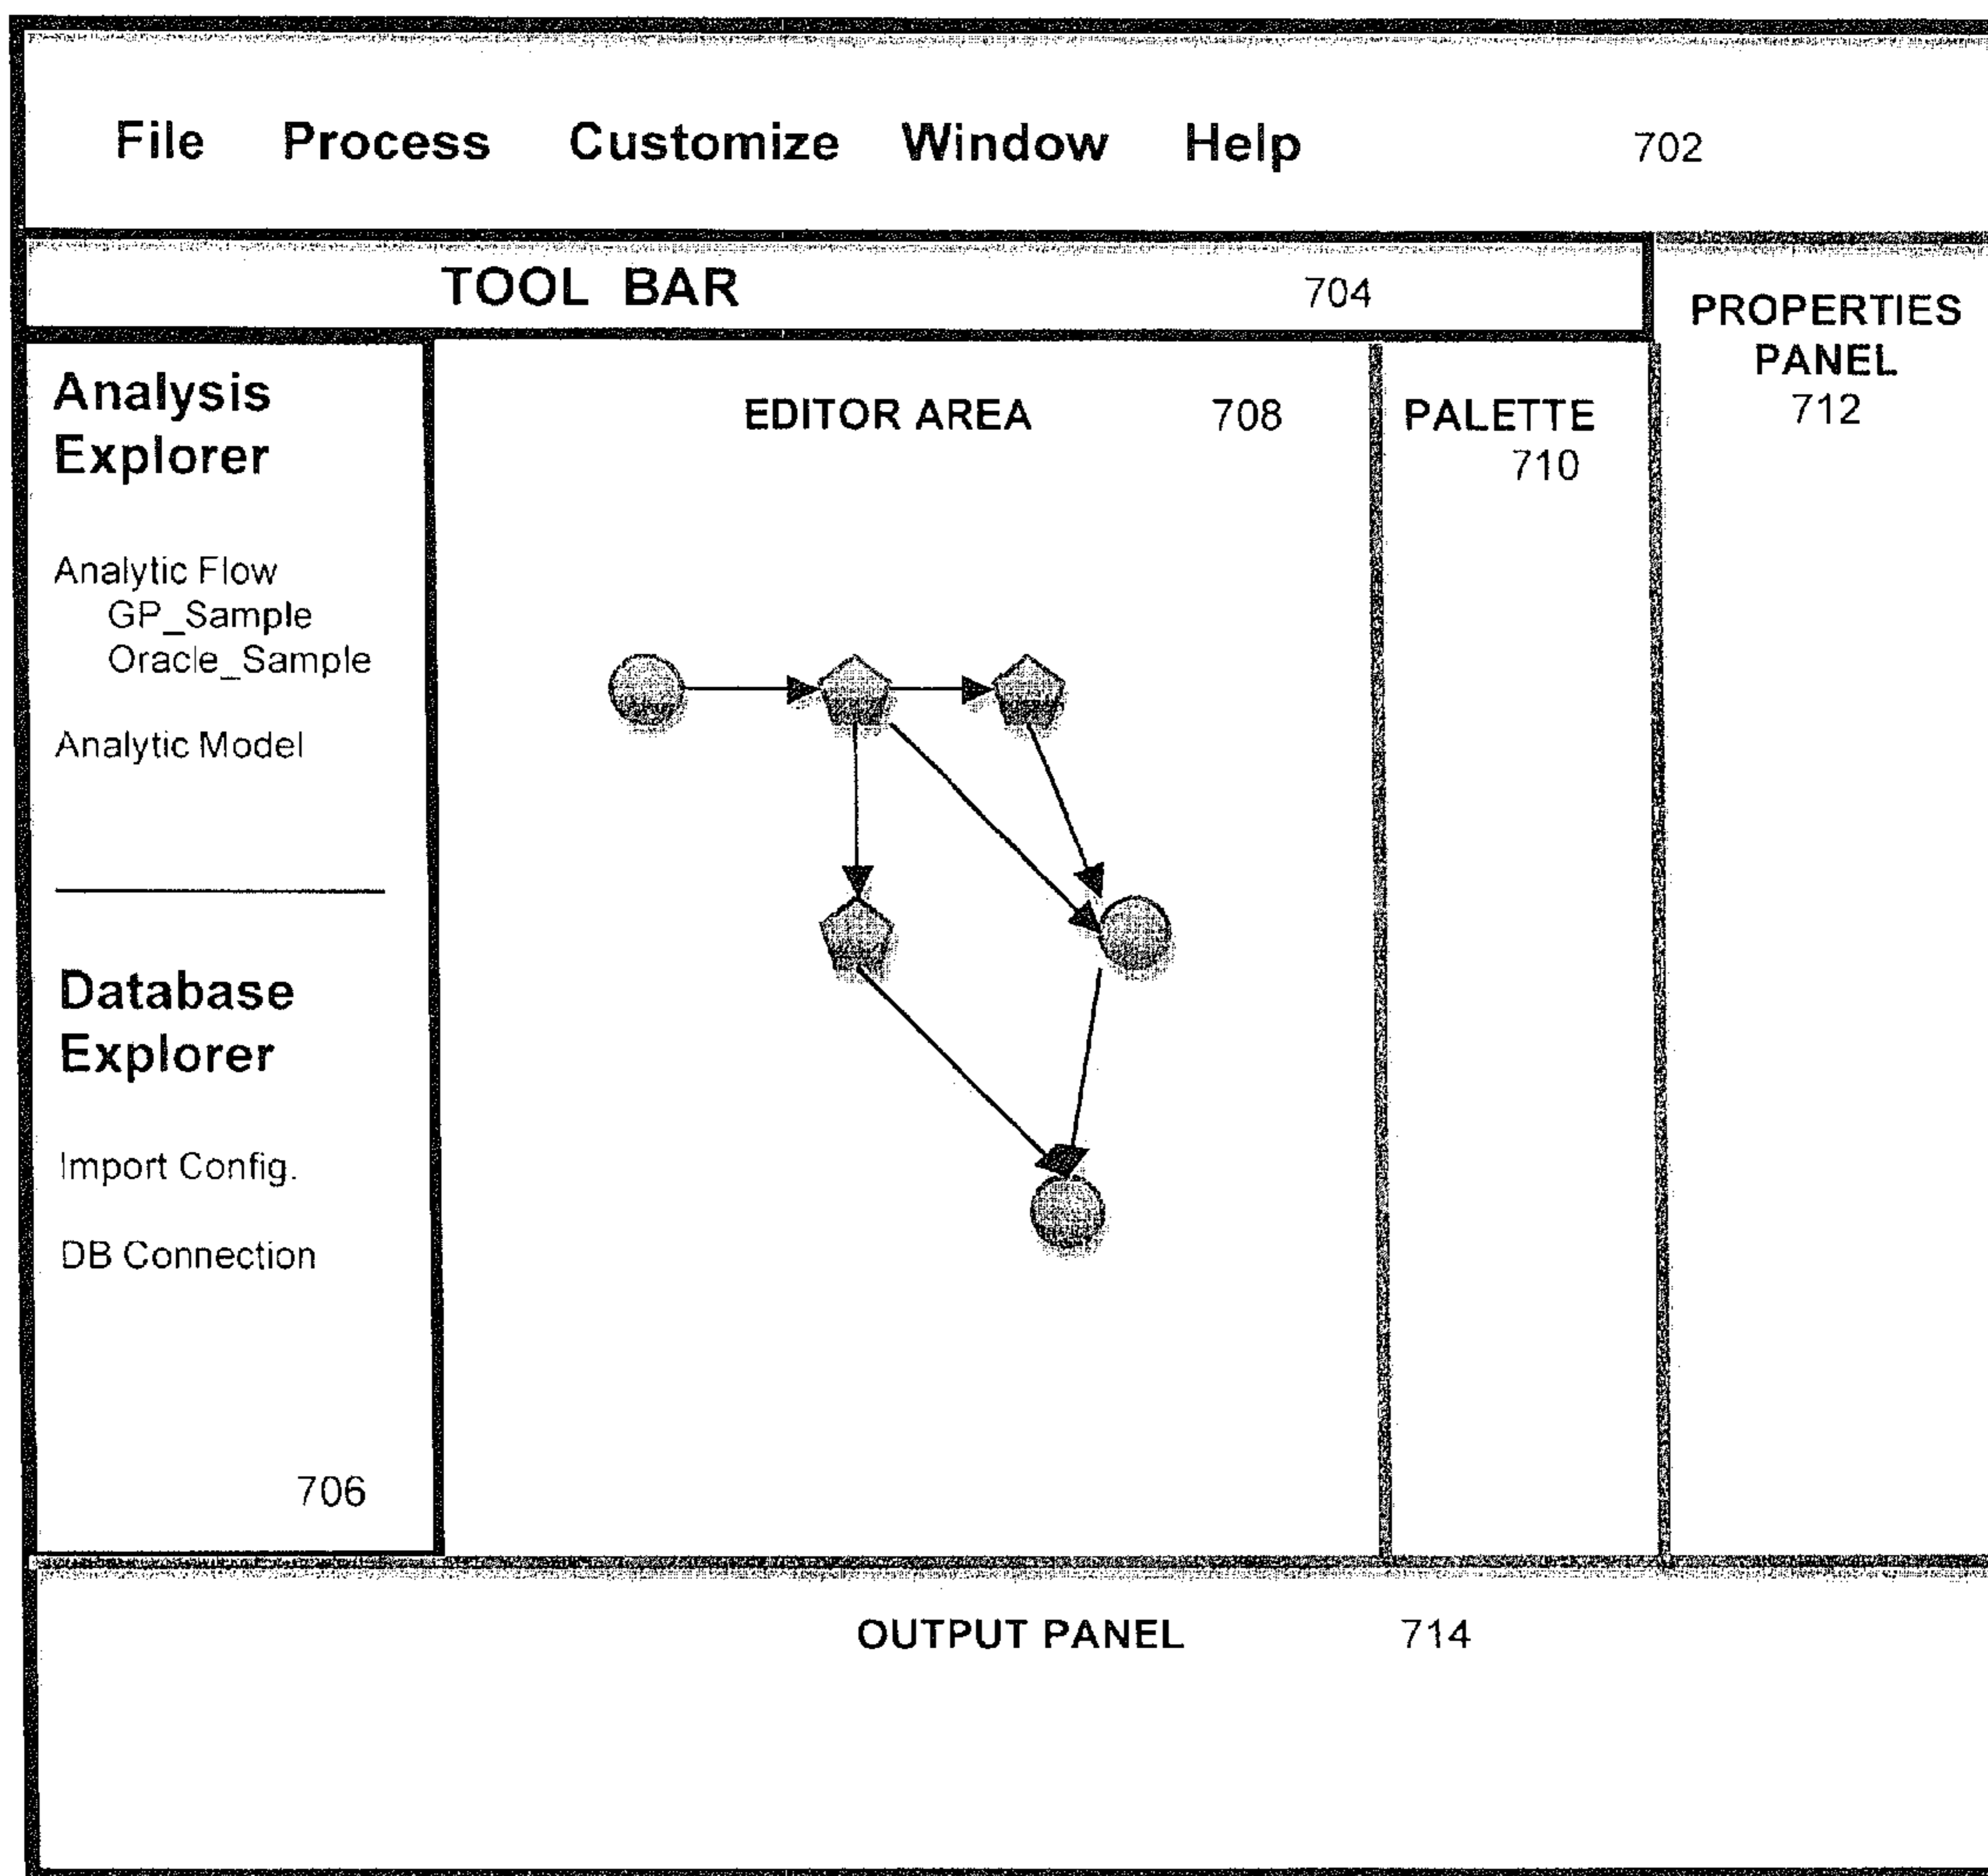 File Process Customize Window Help 702
TOOL BAR 704
PROPERTIES
PANEL
712
Analysis
Explorer
Analytic Flow
GP_Sample
Oracle_Sample
Analytic Model
Database
Explorer
Import Config.
DB Connection
706
EDITOR AREA 708
PALETTE
710
OUTPUT PANEL 714